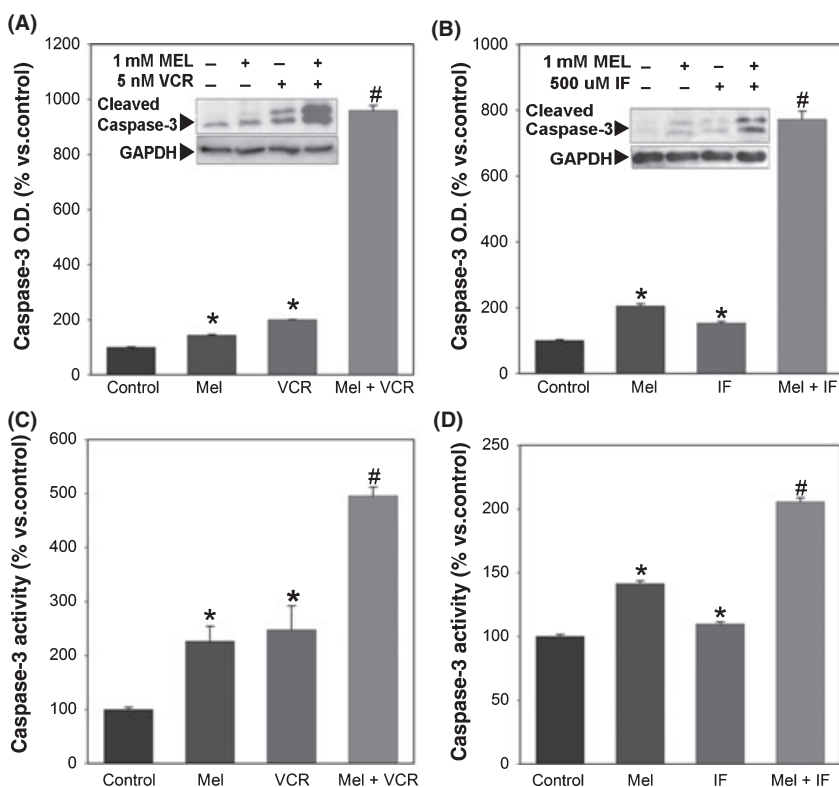 (A)
Caspase-3 O.D. (% vs.control)
1200
1000
800
600
400
200
0
1 mM MEL – + – +
5 nM VCR – – + +
Cleaved
Caspase-3
GAPDH
*
*
#
Control Mel VCR Mel + VCR
(B)
Caspase-3 O.D. (% vs.control)
1000
800
600
400
200
0
1 mM MEL – + – +
500 uM IF – – + +
Cleaved
Caspase-3
GAPDH
*
*
#
Control Mel IF Mel + IF
(C)
Caspase-3 activity (% vs.control)
600
500
400
300
200
100
0
*
*
#
Control Mel VCR Mel + VCR
(D)
Caspase-3 activity (% vs.control)
250
200
150
100
50
0
*
*
#
Control Mel IF Mel + IF